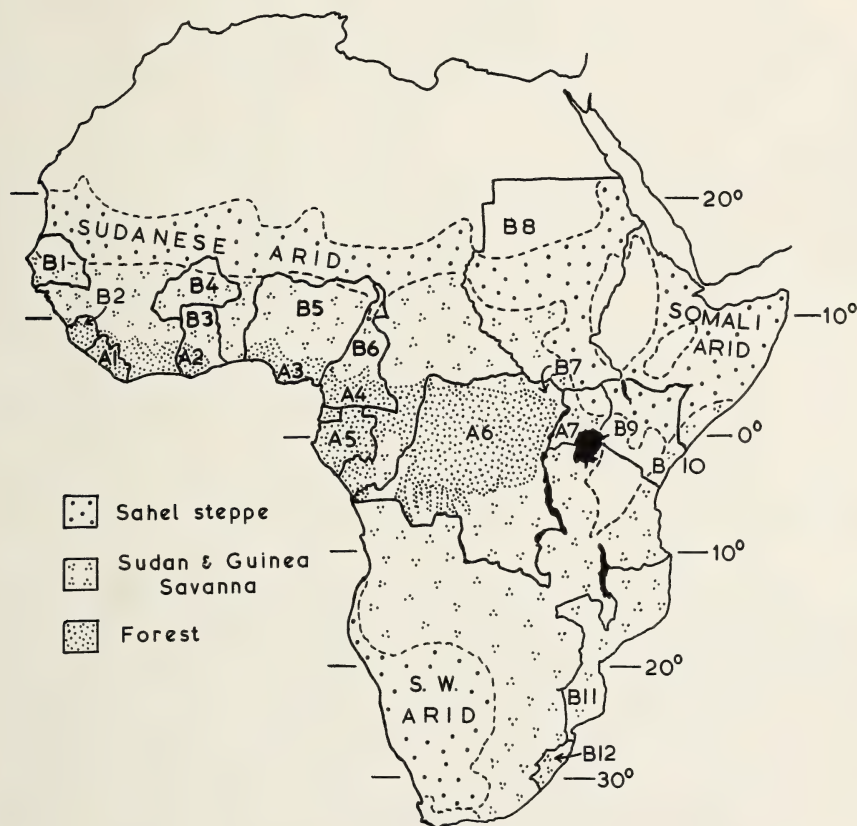 20°
B8
SUDANESE ARID
B1
B4
B2
B5
SOMALI ARID
10°
B3
B6
A1
A2
A3
B7
A4
A7
B9
0°
A5
A6
B 10
Sahel steppe
Sudan & Guinea
Savanna
10°
Forest
20°
S. W.
ARID
B11
B12
30°